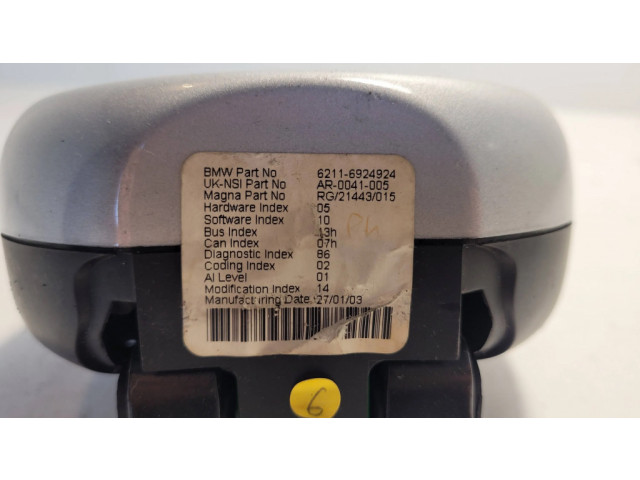 BMW Part No 6211-6924924
UK-NSI Part No AR-0041-005
Magna Part No RG/21443/015
Hardware Index 05
Software Index 10
Bus Index 13h
Can Index 07h
Diagnostic Index 86
Coding Index 02
AI Level 01
Modification Index 14
Manufacturing Date 27/01/03
Ph
6